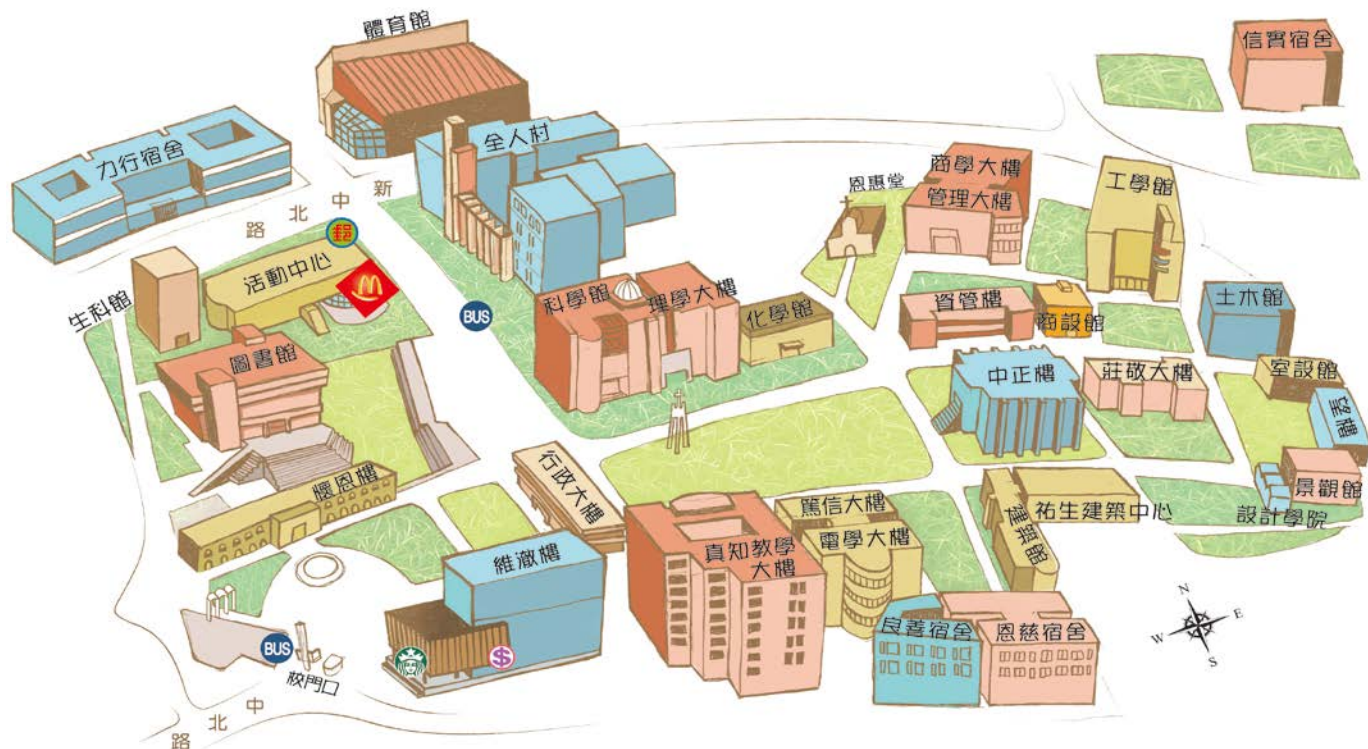 體育館
信實宿舍
力行宿舍
全人村
商學大樓
管理大樓
工學館
恩惠堂
新中北路
郵
活動中心
生科館
BUS
科學館
理學大樓
化學館
資管樓
商設館
土木館
圖書館
中正樓
莊敬大樓
室設館
望樓
景觀館
設計學院
懷恩樓
行政大樓
篤信大樓
電學大樓
真知教學
大樓
建築館
祐生建築中心
維澈樓
良善宿舍
恩慈宿舍
N
E
W
S
BUS
$
校門口
中北路